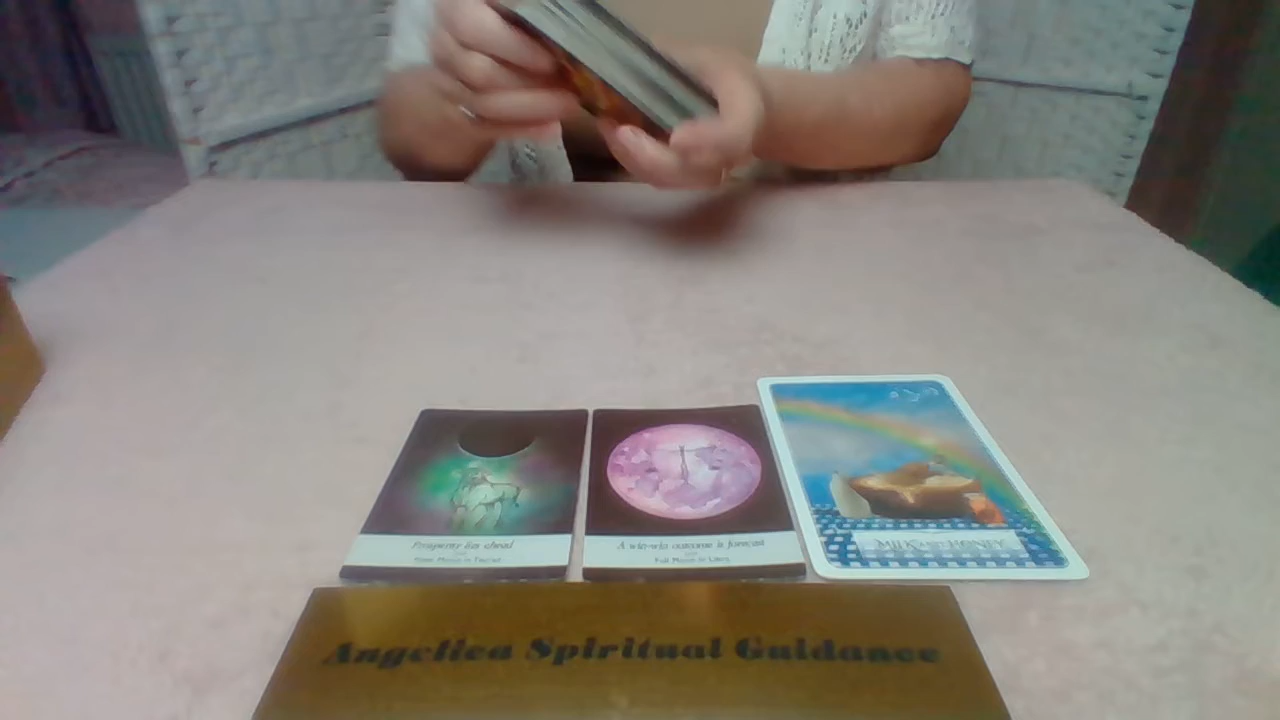 Prosperity lies ahead
New Moon in Taurus
A win-win outcome is forecast
Full Moon in Libra
MILK AND HONEY
Angelica Spiritual Guidance